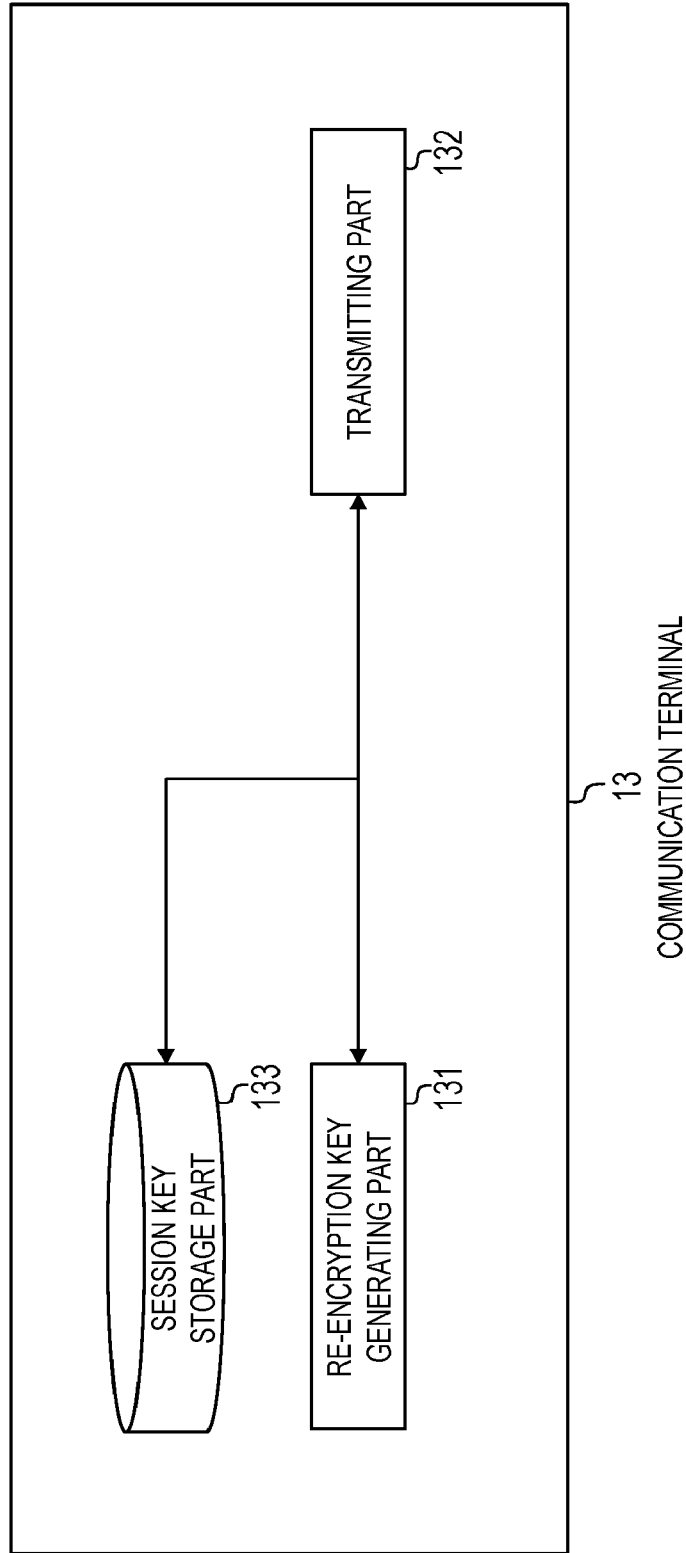 SESSION KEY
STORAGE PART
133
RE-ENCRYPTION KEY
GENERATING PART
131
TRANSMITTING PART
132
13
COMMUNICATION TERMINAL